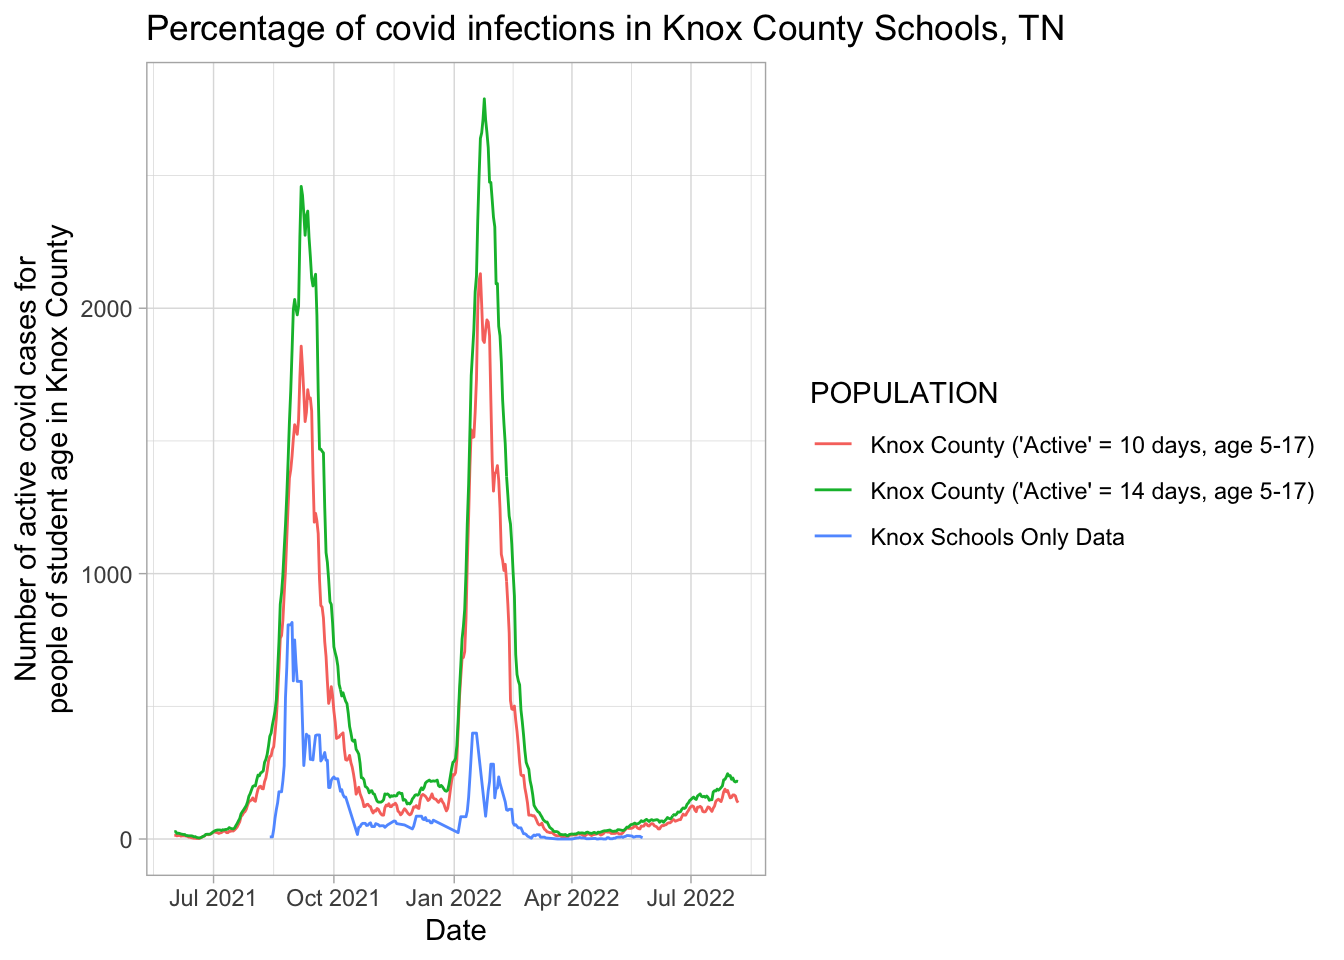 Percentage of covid infections in Knox County Schools, TN
Number of active covid cases for
people of student age in Knox County
2000
1000
0
Jul 2021
Oct 2021
Jan 2022
Apr 2022
Jul 2022
Date
POPULATION
Knox County ('Active' = 10 days, age 5-17)
Knox County ('Active' = 14 days, age 5-17)
Knox Schools Only Data